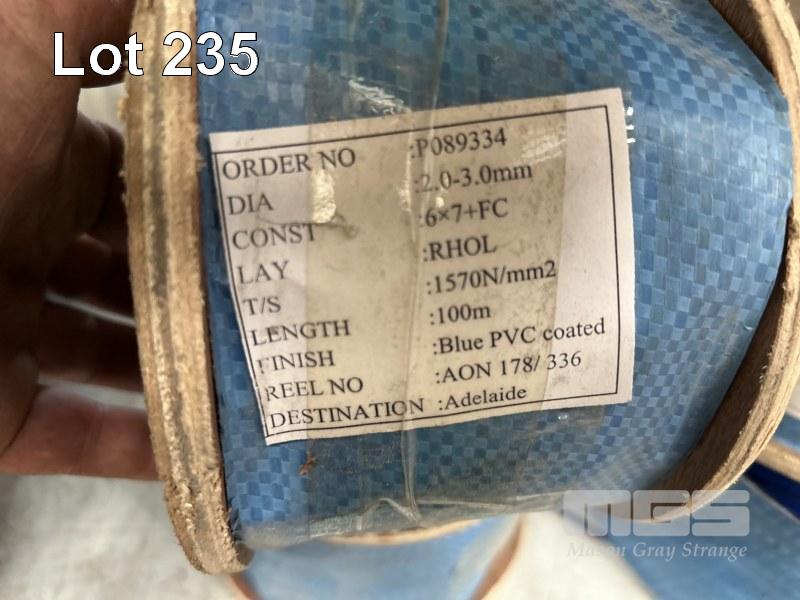 Lot 235
ORDER NO :P089334
DIA :2.0-3.0mm
CONST :6×7+FC
LAY :RHOL
T/S :1570N/mm2
LENGTH :100m
FINISH :Blue PVC coated
REEL NO :AON 178/ 336
DESTINATION :Adelaide
MGS
Mason Gray Strange